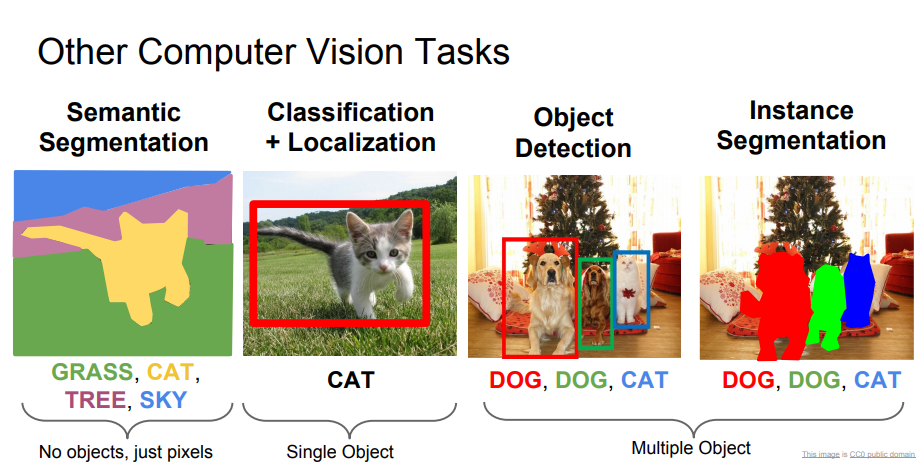 Other Computer Vision Tasks
Semantic
Segmentation
Classification
+ Localization
Object
Detection
Instance
Segmentation
GRASS, CAT,
TREE, SKY
CAT
DOG, DOG, CAT
DOG, DOG, CAT
No objects, just pixels
Single Object
Multiple Object
This image is CC0 public domain